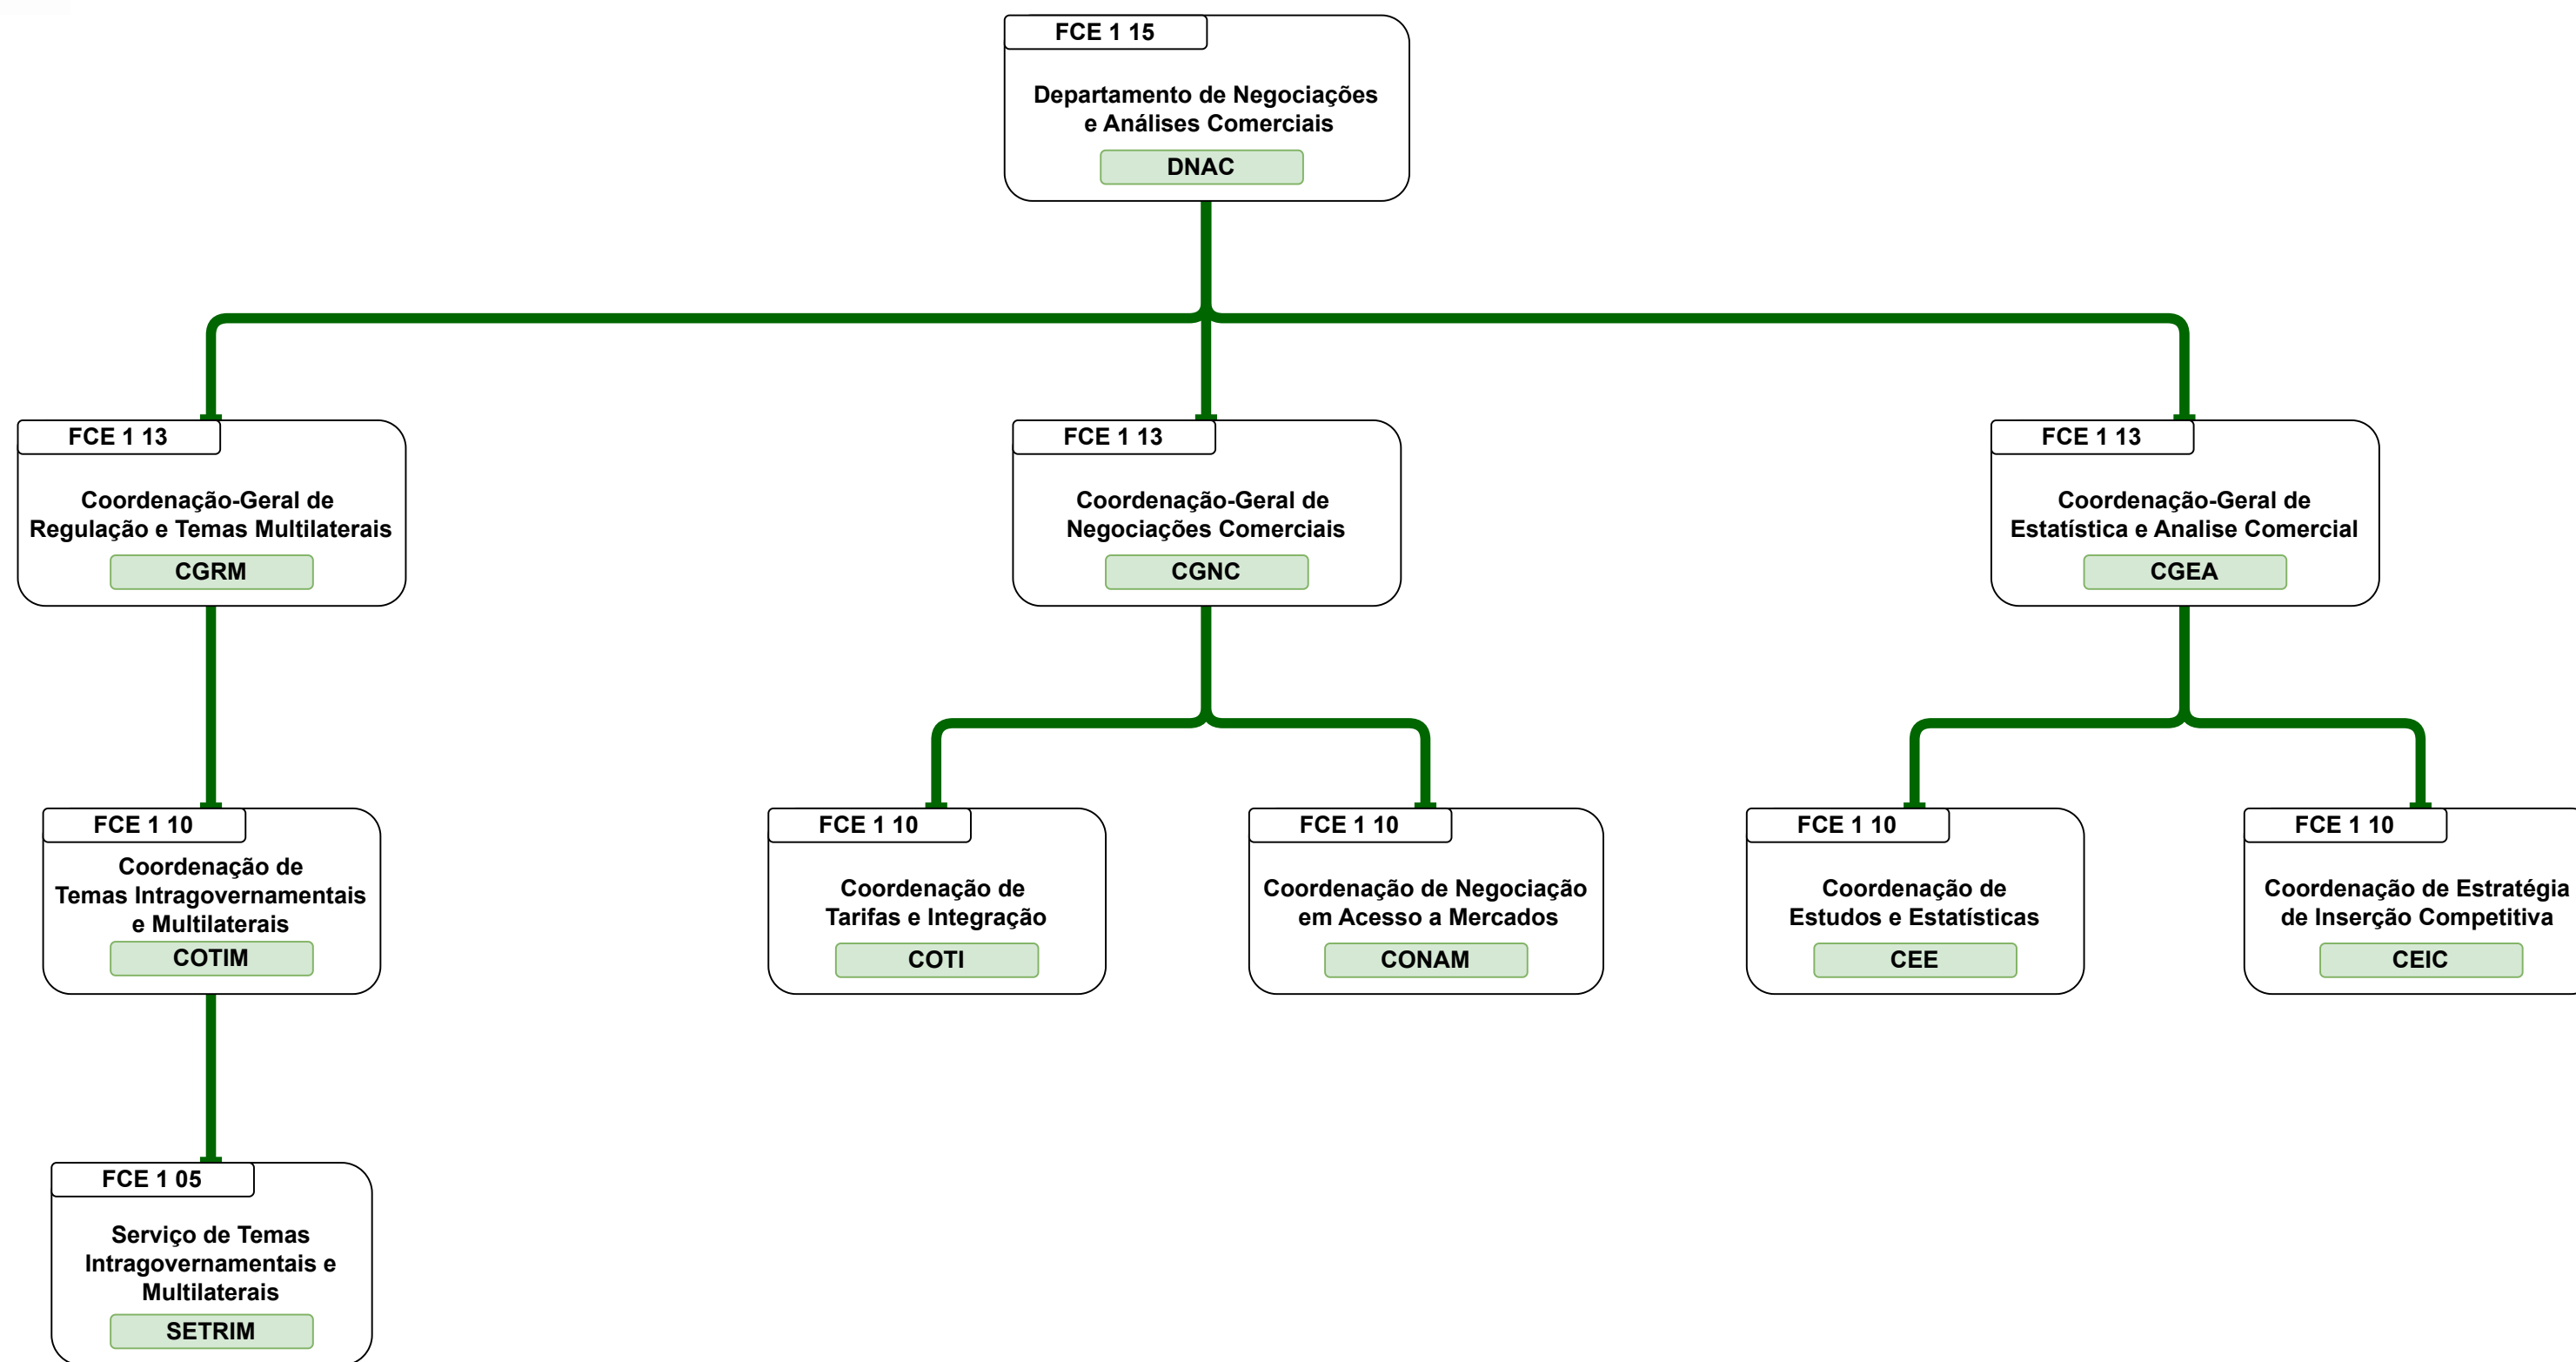 FCE 1 15
Departamento de Negociações
e Análises Comerciais
DNAC
FCE 1 13
Coordenação-Geral de
Regulação e Temas Multilaterais
CGRM
FCE 1 13
Coordenação-Geral de
Negociações Comerciais
CGNC
FCE 1 13
Coordenação-Geral de
Estatística e Analise Comercial
CGEA
FCE 1 10
Coordenação de
Temas Intragovernamentais
e Multilaterais
COTIM
FCE 1 10
Coordenação de
Tarifas e Integração
COTI
FCE 1 10
Coordenação de Negociação
em Acesso a Mercados
CONAM
FCE 1 10
Coordenação de
Estudos e Estatísticas
CEE
FCE 1 10
Coordenação de Estratégia
de Inserção Competitiva
CEIC
FCE 1 05
Serviço de Temas
Intragovernamentais e
Multilaterais
SETRIM